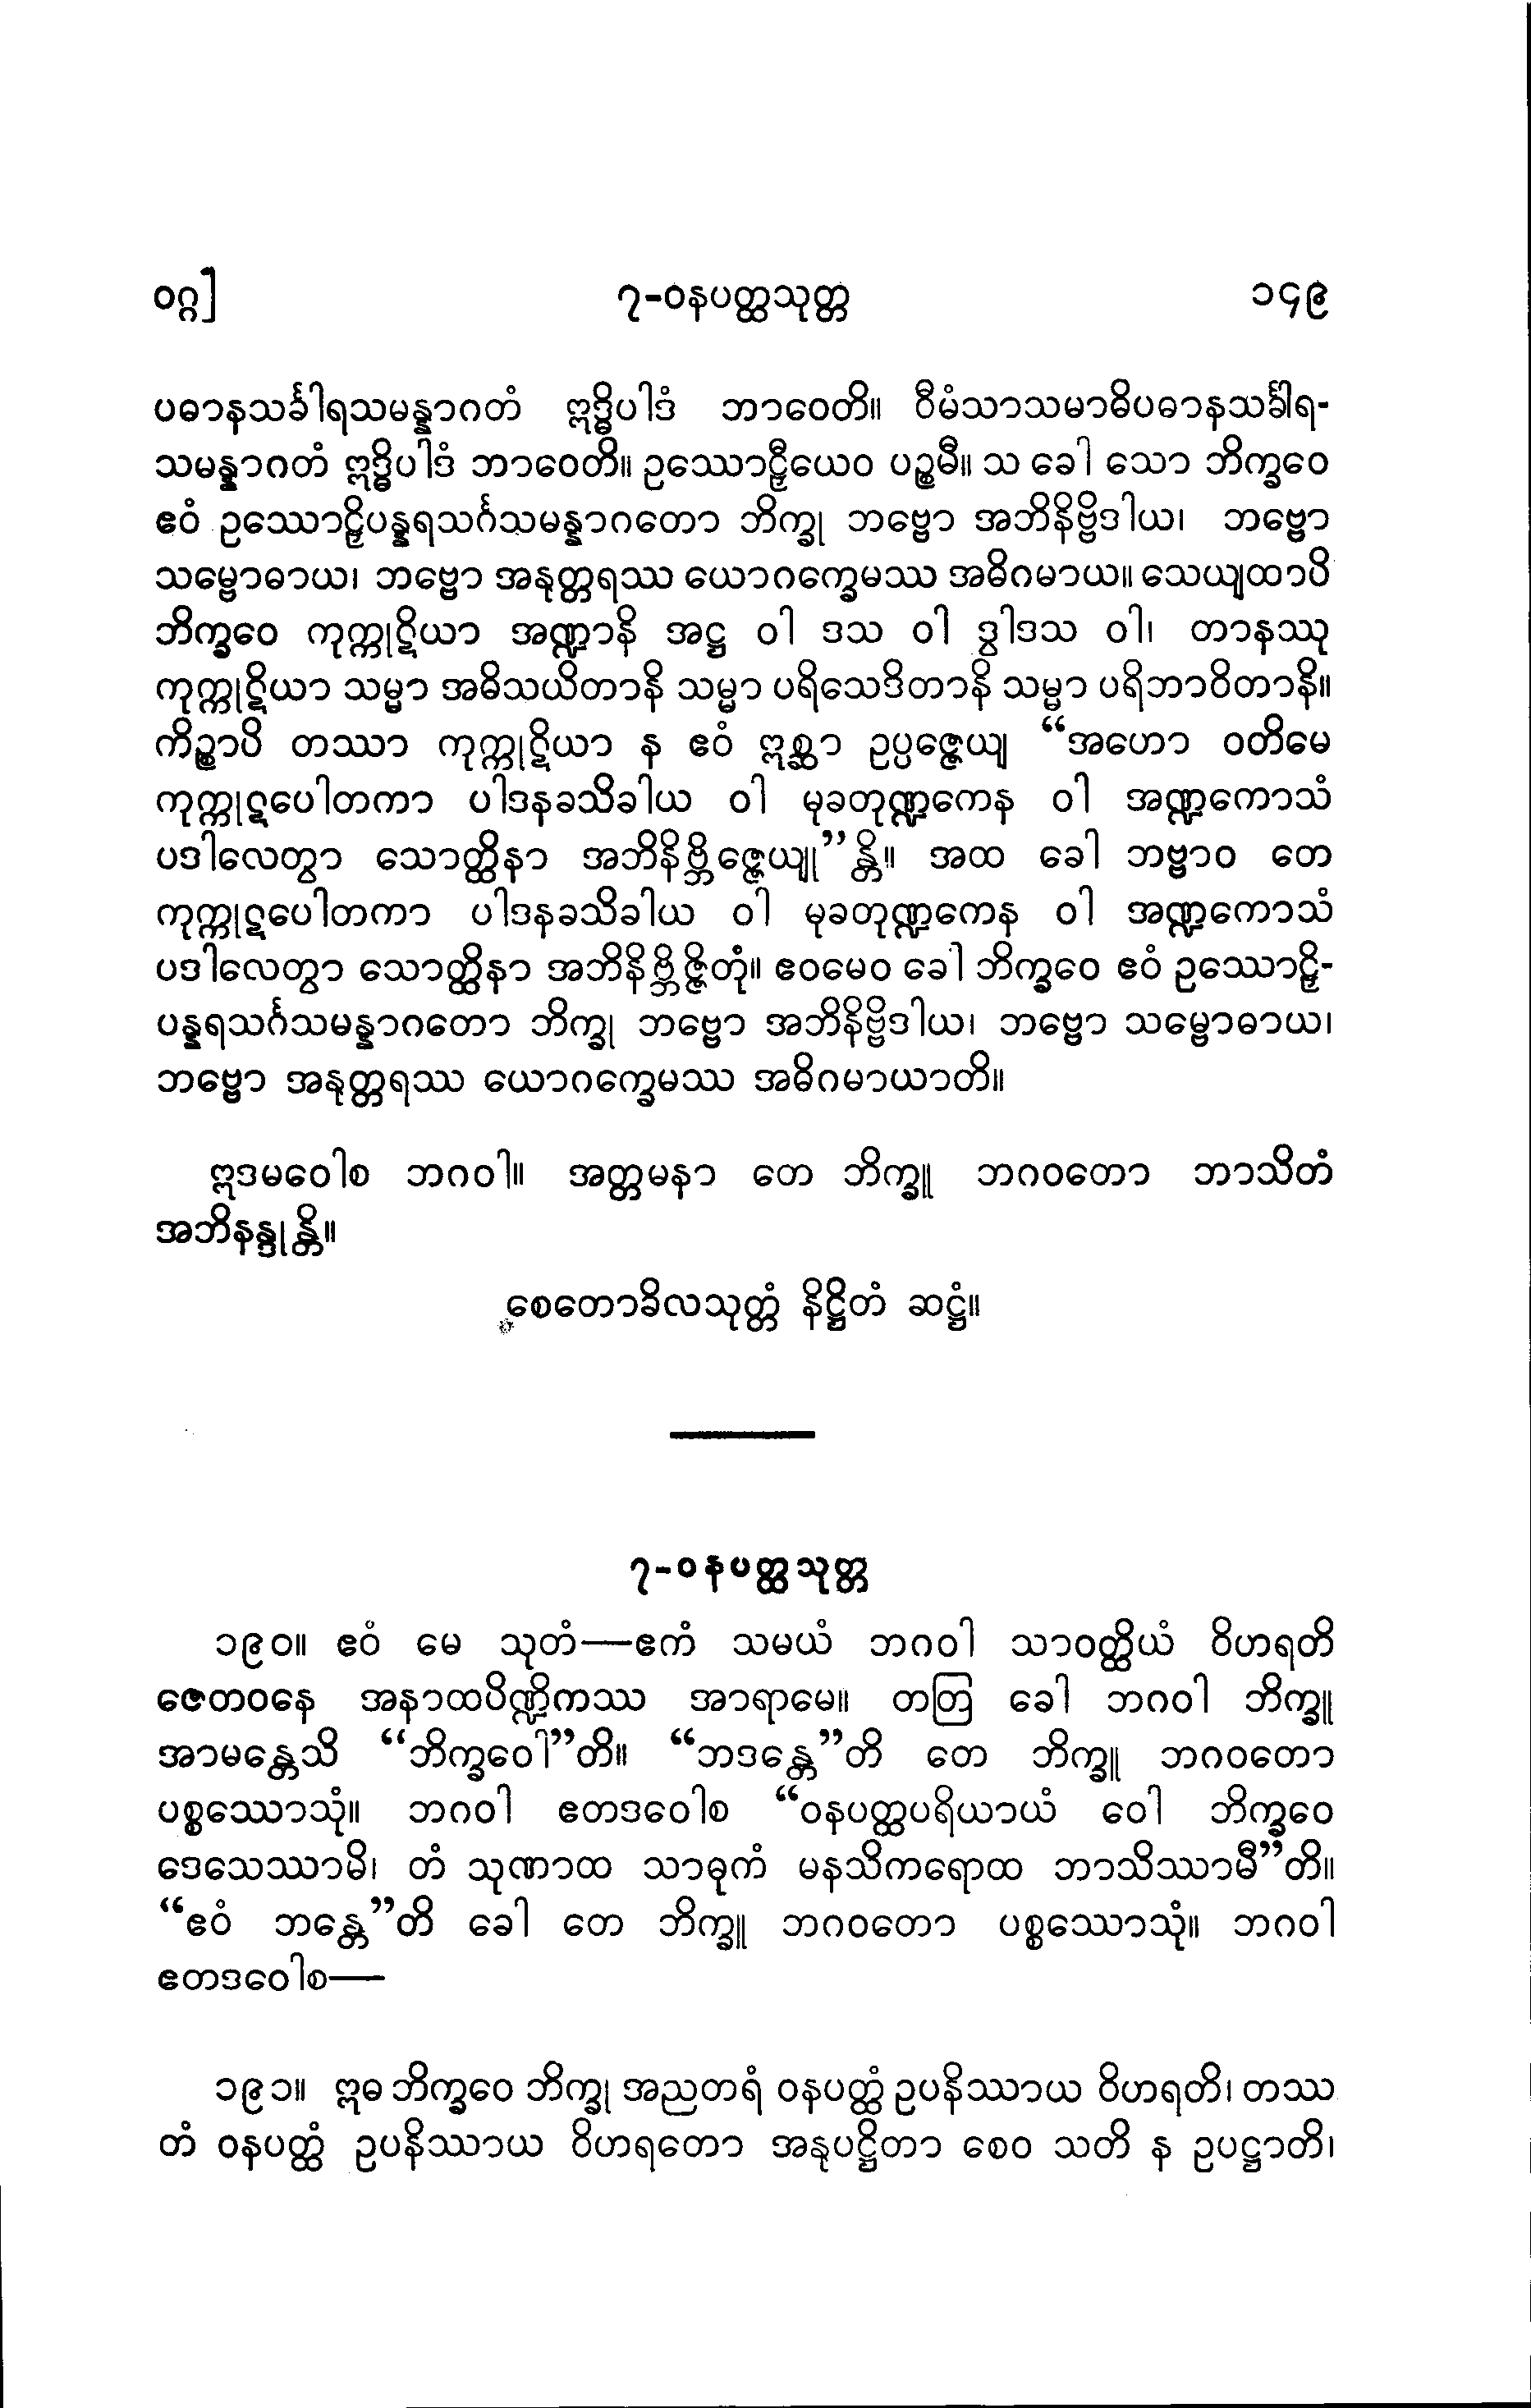 ဝဂ္ဂ]
၇-ဝနပတ္ထသုတ္တ
၁၄၉
ပဓာနသင်္ခါရသမန္နာဂတံ ဣဒ္ဓိပါဒံ ဘာဝေတိ။ ဝီမံသာသမာဓိပဓာနသင်္ခါရ-
သမန္နာဂတံ ဣဒ္ဓိပါဒံ ဘာဝေတိ။ ဥဿောဠှီယေဝ ပဉ္စမီ။ သ ခေါ သော ဘိက္ခဝေ
ဧဝံ ဥဿောဠှိပန္နရသင်္ဂသမန္နာဂတော ဘိက္ခု ဘဗ္ဗော အဘိနိဗ္ဗိဒါယ၊ ဘဗ္ဗော
သမ္ဗောဓာယ၊ ဘဗ္ဗော အနုတ္တရဿ ယောဂက္ခေမဿ အဓိဂမာယ။ သေယျထာပိ
ဘိက္ခဝေ ကုက္ကုဋိယာ အဏ္ဍာနိ အဋ္ဌ ဝါ ဒသ ဝါ ဒွါဒသ ဝါ၊ တာနဿု
ကုက္ကုဋိယာ သမ္မာ အဓိသယိတာနိ သမ္မာ ပရိသေဒိတာနိ သမ္မာ ပရိဘာဝိတာနိ။
ကိဉ္စာပိ တဿာ ကုက္ကုဋိယာ န ဧဝံ ဣစ္ဆာ ဥပ္ပဇ္ဇေယျ “အဟော ဝတိမေ
ကုက္ကုဋပေါတကာ ပါဒနခသိခါယ ဝါ မုခတုဏ္ဍကေန ဝါ အဏ္ဍကောသံ
ပဒါလေတွာ သောတ္ထိနာ အဘိနိဗ္ဘိဇ္ဇေယျု”န္တိ။ အထ ခေါ ဘဗ္ဗာဝ တေ
ကုက္ကုဋပေါတကာ ပါဒနခသိခါယ ဝါ မုခတုဏ္ဍကေန ဝါ အဏ္ဍကောသံ
ပဒါလေတွာ သောတ္ထိနာ အဘိနိဗ္ဘိဇ္ဇိတုံ။ ဧဝမေဝ ခေါ ဘိက္ခဝေ ဧဝံ ဥဿောဠှိ-
ပန္နရသင်္ဂသမန္နာဂတော ဘိက္ခု ဘဗ္ဗော အဘိနိဗ္ဗိဒါယ၊ ဘဗ္ဗော သမ္ဗောဓာယ၊
ဘဗ္ဗော အနုတ္တရဿ ယောဂက္ခေမဿ အဓိဂမာယာတိ။
ဣဒမဝေါစ ဘဂဝါ။ အတ္တမနာ တေ ဘိက္ခူ ဘဂဝတော ဘာသိတံ
အဘိနန္ဒုန္တိ။
စေတောခိလသုတ္တံ နိဋ္ဌိတံ ဆဋ္ဌံ။
၇-ဝနပတ္ထသုတ္တ
၁၉၀။ ဧဝံ မေ သုတံ—ဧကံ သမယံ ဘဂဝါ သာဝတ္ထိယံ ဝိဟရတိ
ဇေတဝနေ အနာထပိဏ္ဍိကဿ အာရာမေ။ တတြ ခေါ ဘဂဝါ ဘိက္ခူ
အာမန္တေသိ “ဘိက္ခဝေါ”တိ။ “ဘဒန္တေ”တိ တေ ဘိက္ခူ ဘဂဝတော
ပစ္စဿောသုံ။ ဘဂဝါ ဧတဒဝေါစ “ဝနပတ္ထပရိယာယံ ဝေါ ဘိက္ခဝေ
ဒေသေဿာမိ၊ တံ သုဏာထ သာဓုကံ မနသိကရောထ ဘာသိဿာမီ”တိ။
“ဧဝံ ဘန္တေ”တိ ခေါ တေ ဘိက္ခူ ဘဂဝတော ပစ္စဿောသုံ။ ဘဂဝါ
ဧတဒဝေါစ—
၁၉၁။ ဣဓ ဘိက္ခဝေ ဘိက္ခု အညတရံ ဝနပတ္ထံ ဥပနိဿာယ ဝိဟရတိ၊ တဿ
တံ ဝနပတ္ထံ ဥပနိဿာယ ဝိဟရတော အနုပဋ္ဌိတာ စေဝ သတိ န ဥပဋ္ဌာတိ၊